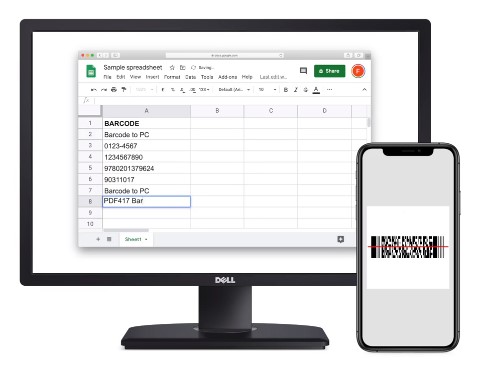 Sample spreadsheet
Saving...
File Edit View Insert Format Data Tools Add-ons Help Last edit w...
Share
F
100% $ % .0 .00 123 Default (Ari... 10 B I S A ...
fx
A B C D
1 BARCODE
2 Barcode to PC
3 0123-4567
4 1234567890
5 9780201379624
6 90311017
7 Barcode to PC
8 PDF417 Bar
9
10
+ Sheet1
DELL